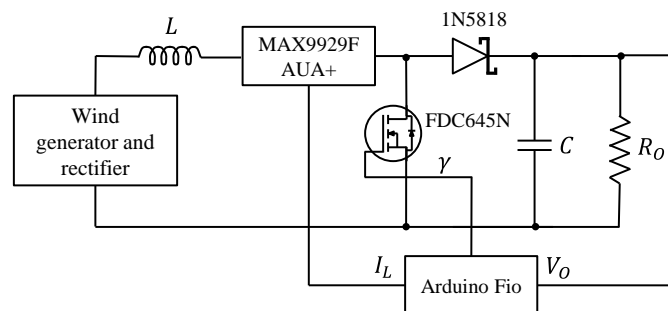 1N5818
L
MAX9929F
AUA+
Wind
generator and
rectifier
FDC645N
γ
C
R_O
I_L
Arduino Fio
V_O